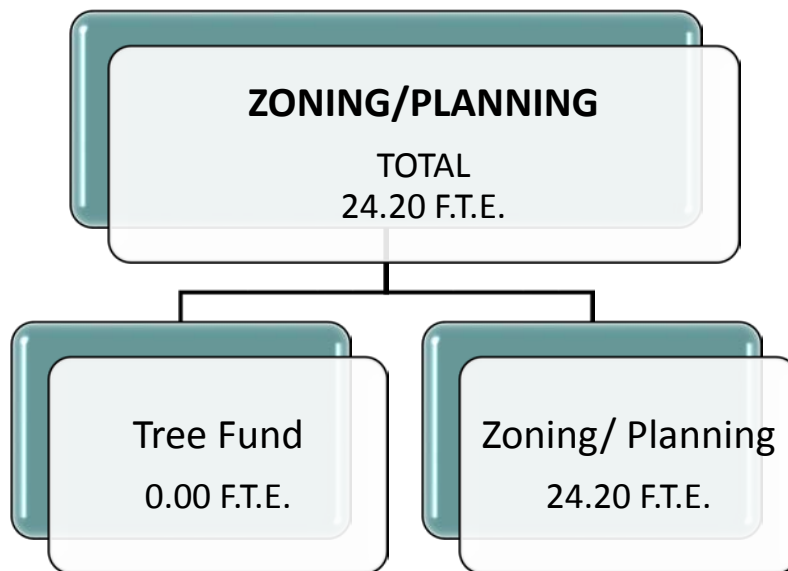 ZONING/PLANNING
TOTAL
24.20 F.T.E.
Tree Fund
0.00 F.T.E.
Zoning/ Planning
24.20 F.T.E.